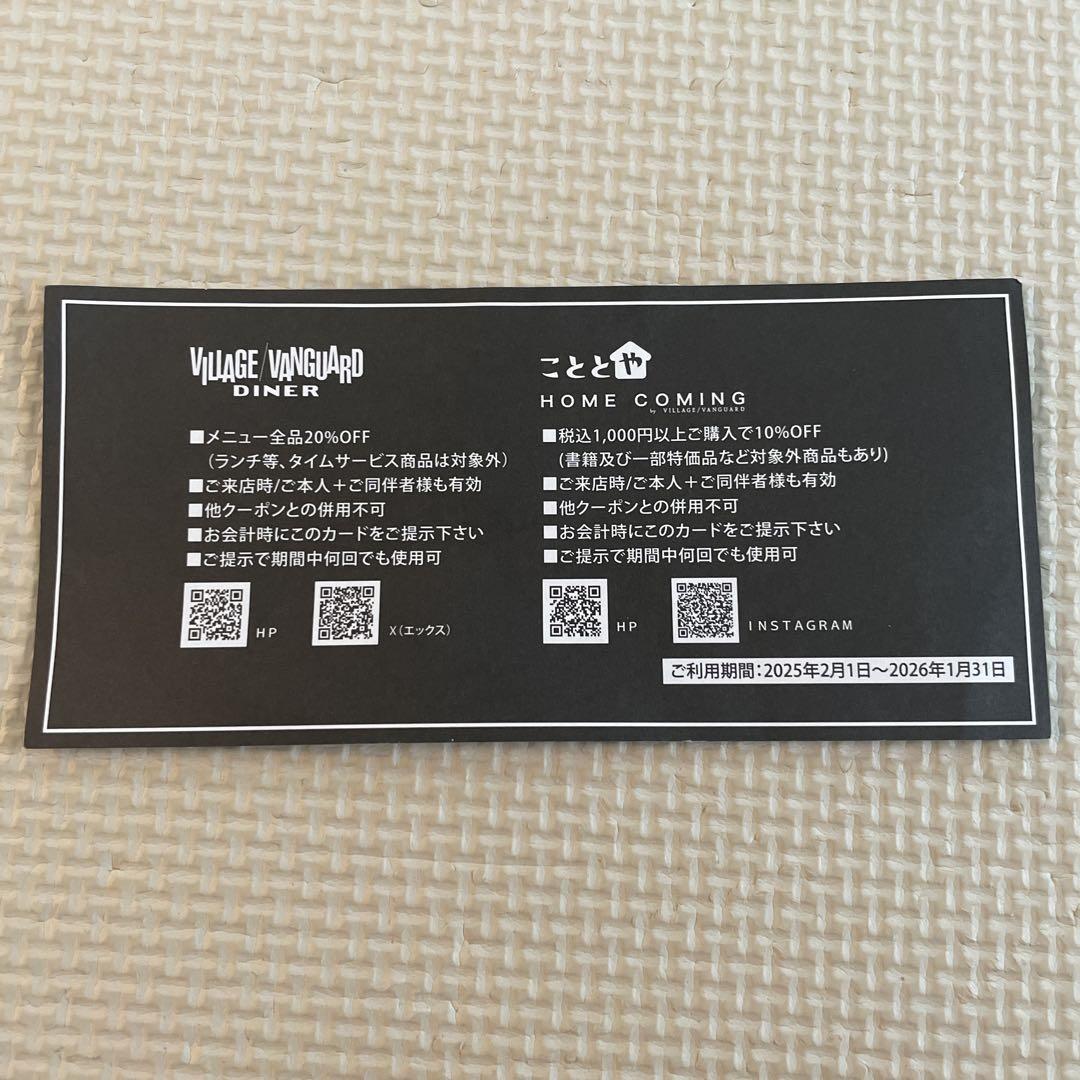 VILLAGE/VANGUARD
DINER
■メニュー全品20%OFF
（ランチ等、タイムサービス商品は対象外）
■ご来店時/ご本人＋ご同伴者様も有効
■他クーポンとの併用不可
■お会計時にこのカードをご提示下さい
■ご提示で期間中何回でも使用可
HP
X（エックス）
こととや
HOME COMING
by VILLAGE/VANGUARD
■税込1,000円以上ご購入で10%OFF
(書籍及び一部特価品など対象外商品もあり)
■ご来店時/ご本人＋ご同伴者様も有効
■他クーポンとの併用不可
■お会計時にこのカードをご提示下さい
■ご提示で期間中何回でも使用可
HP
INSTAGRAM
ご利用期間：2025年2月1日〜2026年1月31日